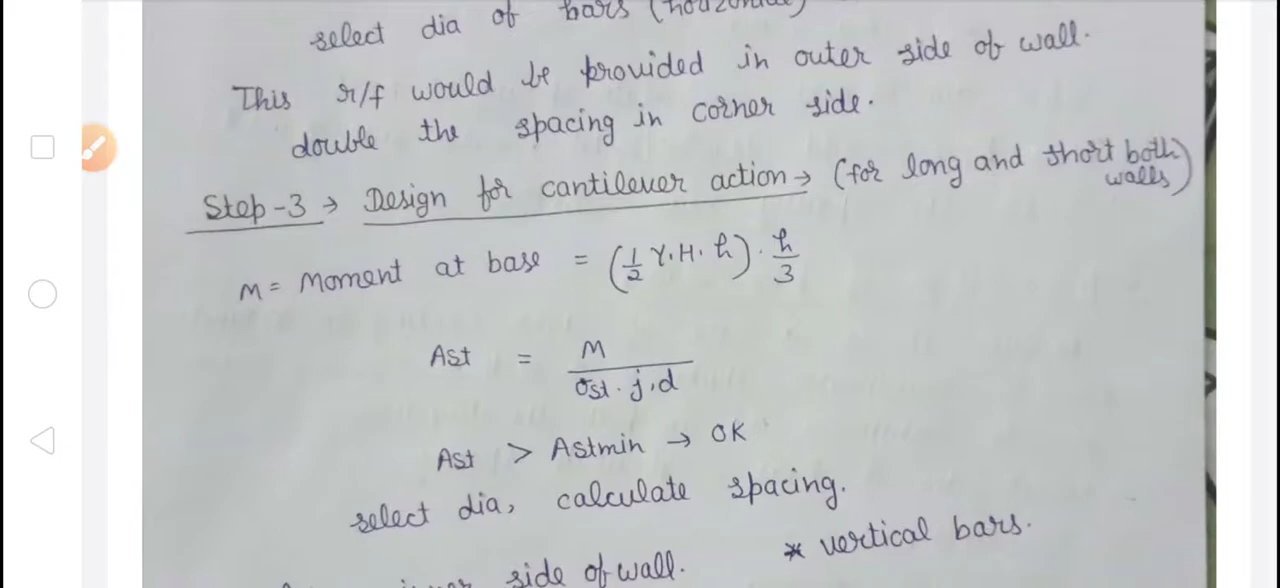 select dia of bars (horizontal)
This r/f would be provided in outer side of wall.
double the spacing in corner side.
Step-3 → Design for cantilever action → (for long and short both walls)
M = Moment at base = (1/2 γ.H.h) . h/3
Ast = M / σst . j.d
Ast > Astmin → OK
select dia, calculate spacing.
* vertical bars.
side of wall.